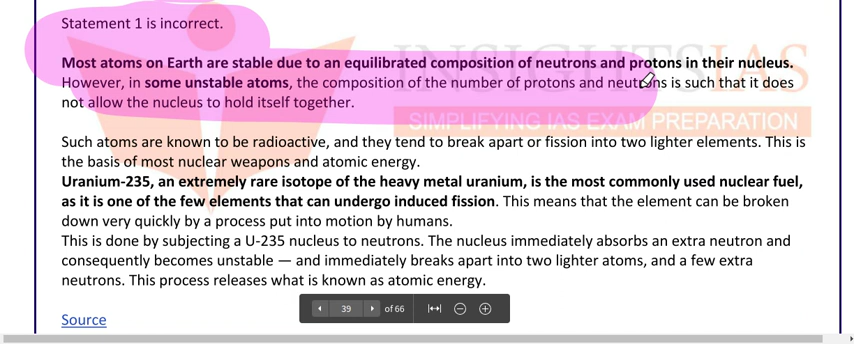 Statement 1 is incorrect.
Most atoms on Earth are stable due to an equilibrated composition of neutrons and protons in their nucleus.
However, in some unstable atoms, the composition of the number of protons and neutrons is such that it does
not allow the nucleus to hold itself together.
INSIGHTSIAS
SIMPLIFYING IAS EXAM PREPARATION
Such atoms are known to be radioactive, and they tend to break apart or fission into two lighter elements. This is
the basis of most nuclear weapons and atomic energy.
Uranium-235, an extremely rare isotope of the heavy metal uranium, is the most commonly used nuclear fuel,
as it is one of the few elements that can undergo induced fission. This means that the element can be broken
down very quickly by a process put into motion by humans.
This is done by subjecting a U-235 nucleus to neutrons. The nucleus immediately absorbs an extra neutron and
consequently becomes unstable — and immediately breaks apart into two lighter atoms, and a few extra
neutrons. This process releases what is known as atomic energy.
39 of 66
Source